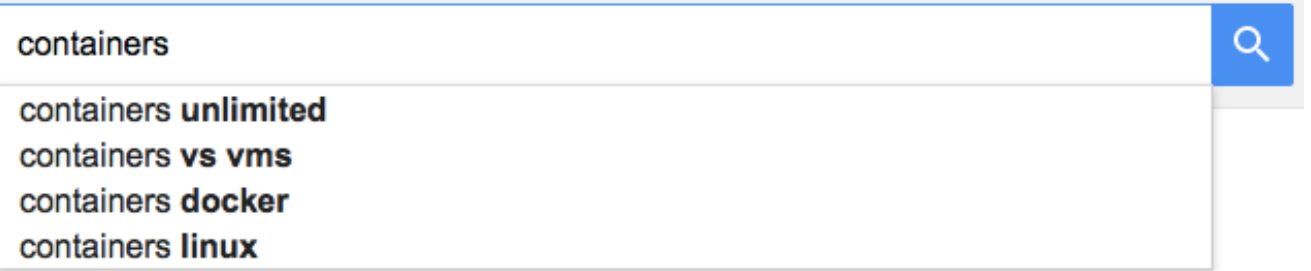 containers
containers unlimited
containers vs vms
containers docker
containers linux